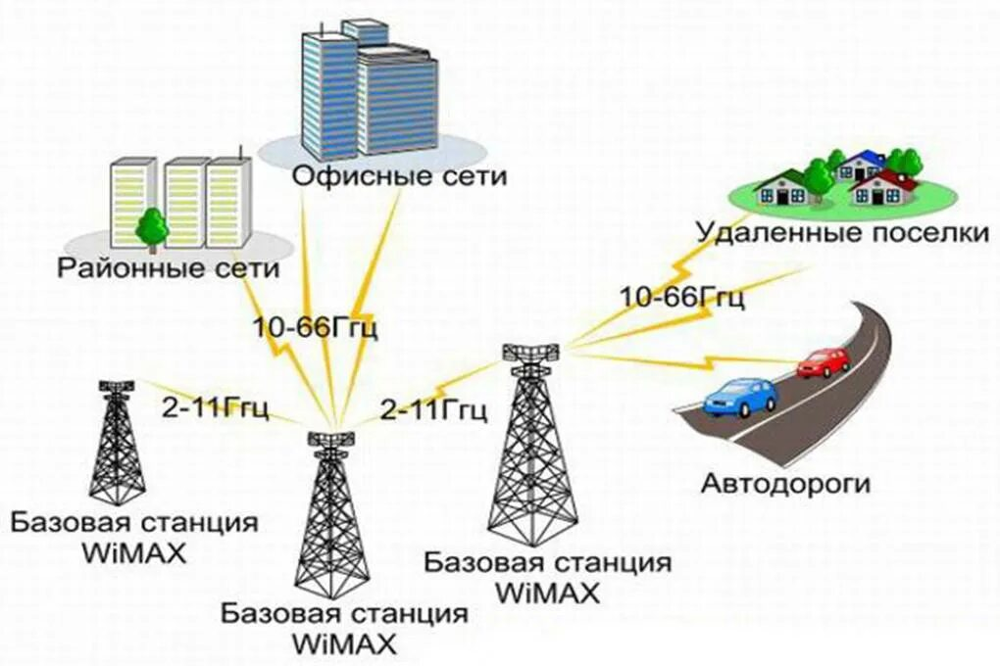 Офисные сети
Удаленные поселки
Районные сети
10-66Ггц
10-66Ггц
2-11Ггц
2-11Ггц
Автодороги
Базовая станция
WiMAX
Базовая станция
WiMAX
Базовая станция
WiMAX